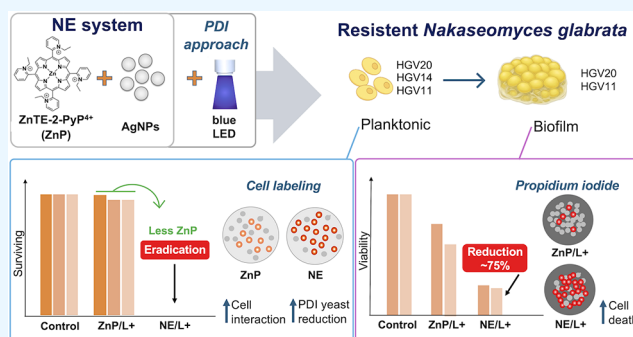 NE system
PDI
approach
Resistent Nakaseomyces glabrata
Zn
ZnTE-2-PyP4+
(ZnP)
AgNPs
blue
LED
HGV20
HGV14
HGV11
HGV20
HGV11
Planktonic
Biofilm
Surviving
Less ZnP
Eradication
Control
ZnP/L+
NE/L+
Cell labeling
ZnP
NE
Cell
interaction
PDI yeast
reduction
Viability
Reduction
~75%
Control
ZnP/L+
NE/L+
Propidium iodide
ZnP/L+
NE/L+
Cell
death